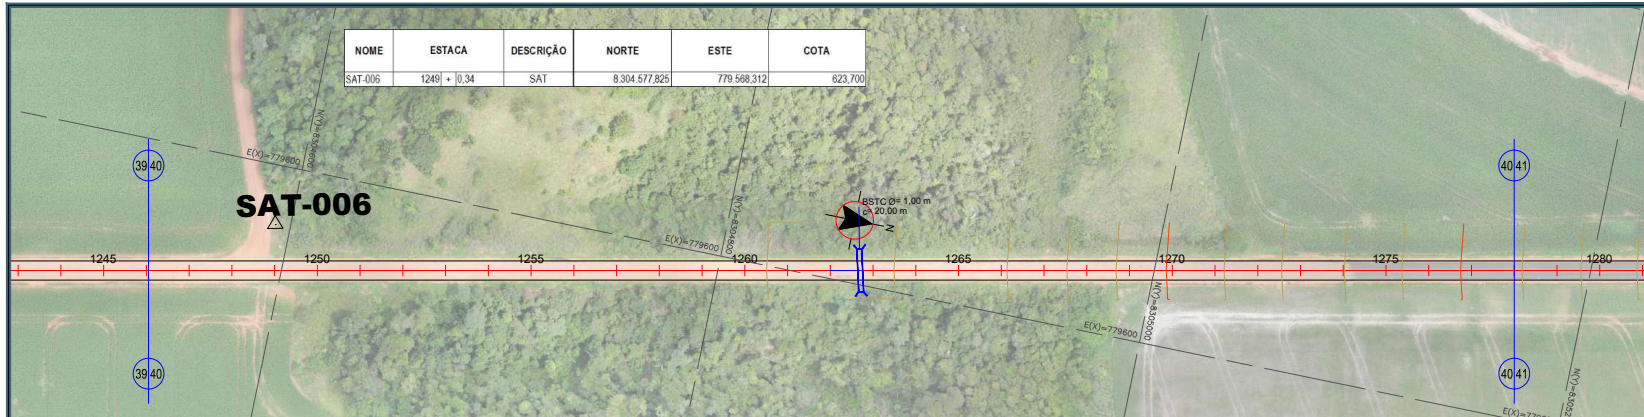 NOME ESTACA DESCRIÇÃO NORTE ESTE COTA
SAT-006 1249 + 0,34 SAT 8.304.577,825 779.568,312 623,700
E(X)=779600
N(Y)=8304600
39 40
40 41
SAT-006
BSTC Ø= 1,00 m
c= 20,00 m
N
N(Y)=8304800
E(X)=779600
1245 1250 1255 1260 1265 1270 1275 1280
N(Y)=8305000
E(X)=779600
39 40
40 41